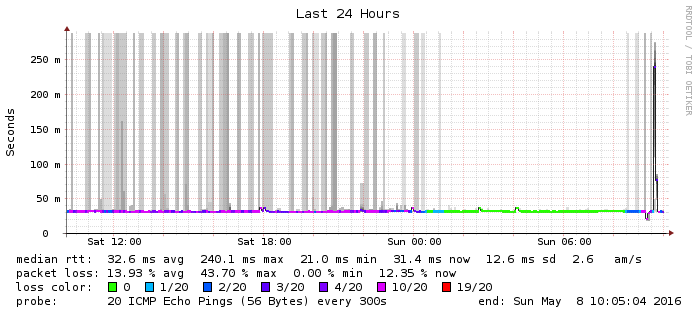 Last 24 Hours
RRDTOOL / TOBI OETIKER
Seconds
250 m
200 m
150 m
100 m
50 m
0
Sat 12:00 Sat 18:00 Sun 00:00 Sun 06:00
median rtt: 32.6 ms avg 240.1 ms max 21.0 ms min 31.4 ms now 12.6 ms sd 2.6 am/s
packet loss: 13.93 % avg 43.70 % max 0.00 % min 12.35 % now
loss color: 0 1/20 2/20 3/20 4/20 10/20 19/20
probe: 20 ICMP Echo Pings (56 Bytes) every 300s end: Sun May 8 10:05:04 2016